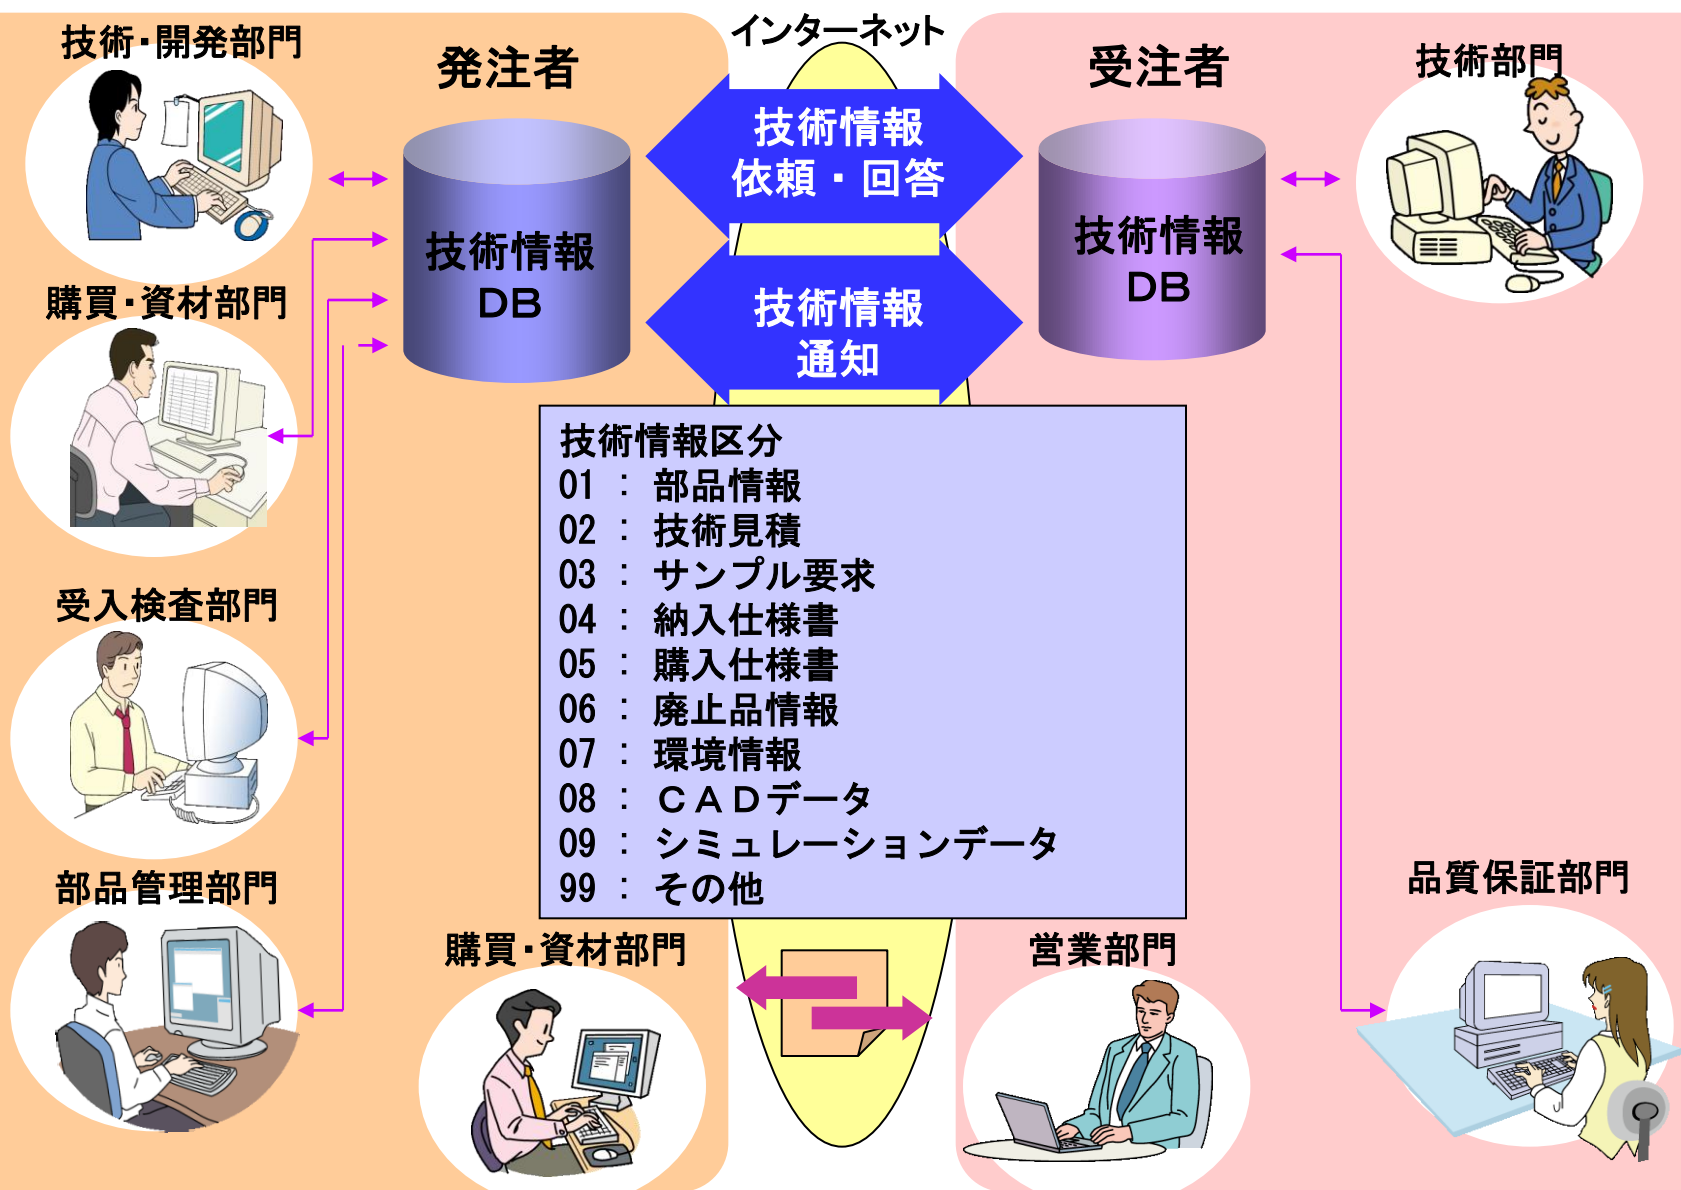 インターネット
技術・開発部門
発注者
受注者
技術部門
技術情報
依頼・回答
技術情報
DB
技術情報
DB
購買・資材部門
技術情報
通知
技術情報区分
01 : 部品情報
02 : 技術見積
03 : サンプル要求
04 : 納入仕様書
05 : 購入仕様書
06 : 廃止品情報
07 : 環境情報
08 : CADデータ
09 : シミュレーションデータ
99 : その他
受入検査部門
部品管理部門
品質保証部門
購買・資材部門
営業部門